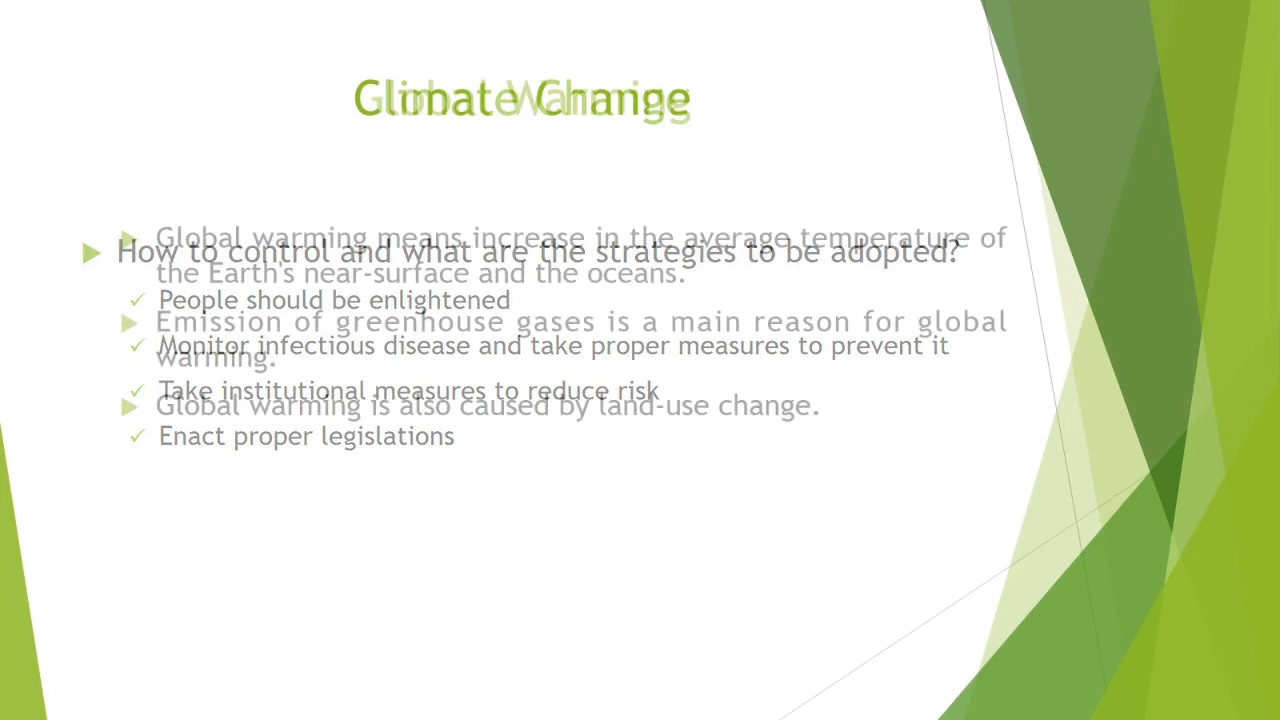 Climate Change
How to control and what are the strategies to be adopted?
People should be enlightened
Monitor infectious disease and take proper measures to prevent it
Take institutional measures to reduce risk
Enact proper legislations
Global Warming
Global warming means increase in the average temperature of
the Earth's near-surface and the oceans.
Emission of greenhouse gases is a main reason for global
warming.
Global warming is also caused by land-use change.